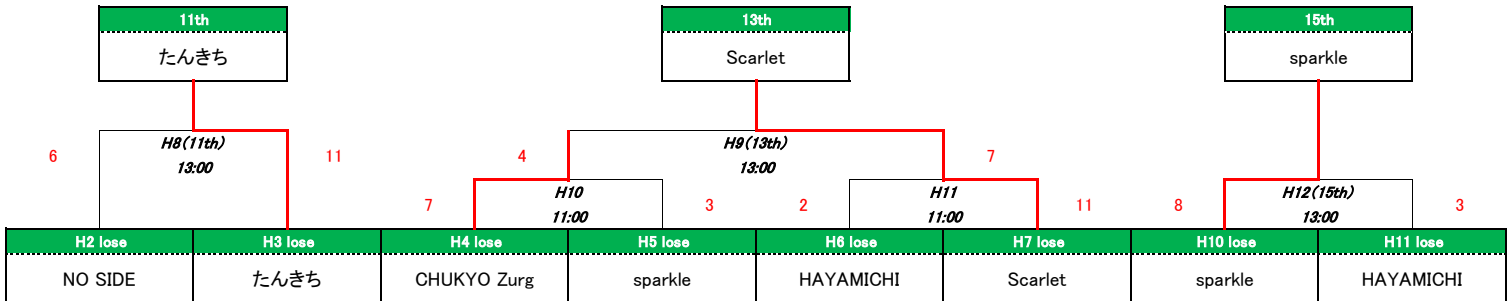 11th 13th 15th
たんきち Scarlet sparkle
H8(11th) H9(13th)
6 11 4 7
13:00 13:00
H10 H11 H12(15th)
7 3 2 11 8 3
11:00 11:00 13:00
H2 lose H3 lose H4 lose H5 lose H6 lose H7 lose H10 lose H11 lose
NO SIDE たんきち CHUKYO Zurg sparkle HAYAMICHI Scarlet sparkle HAYAMICHI